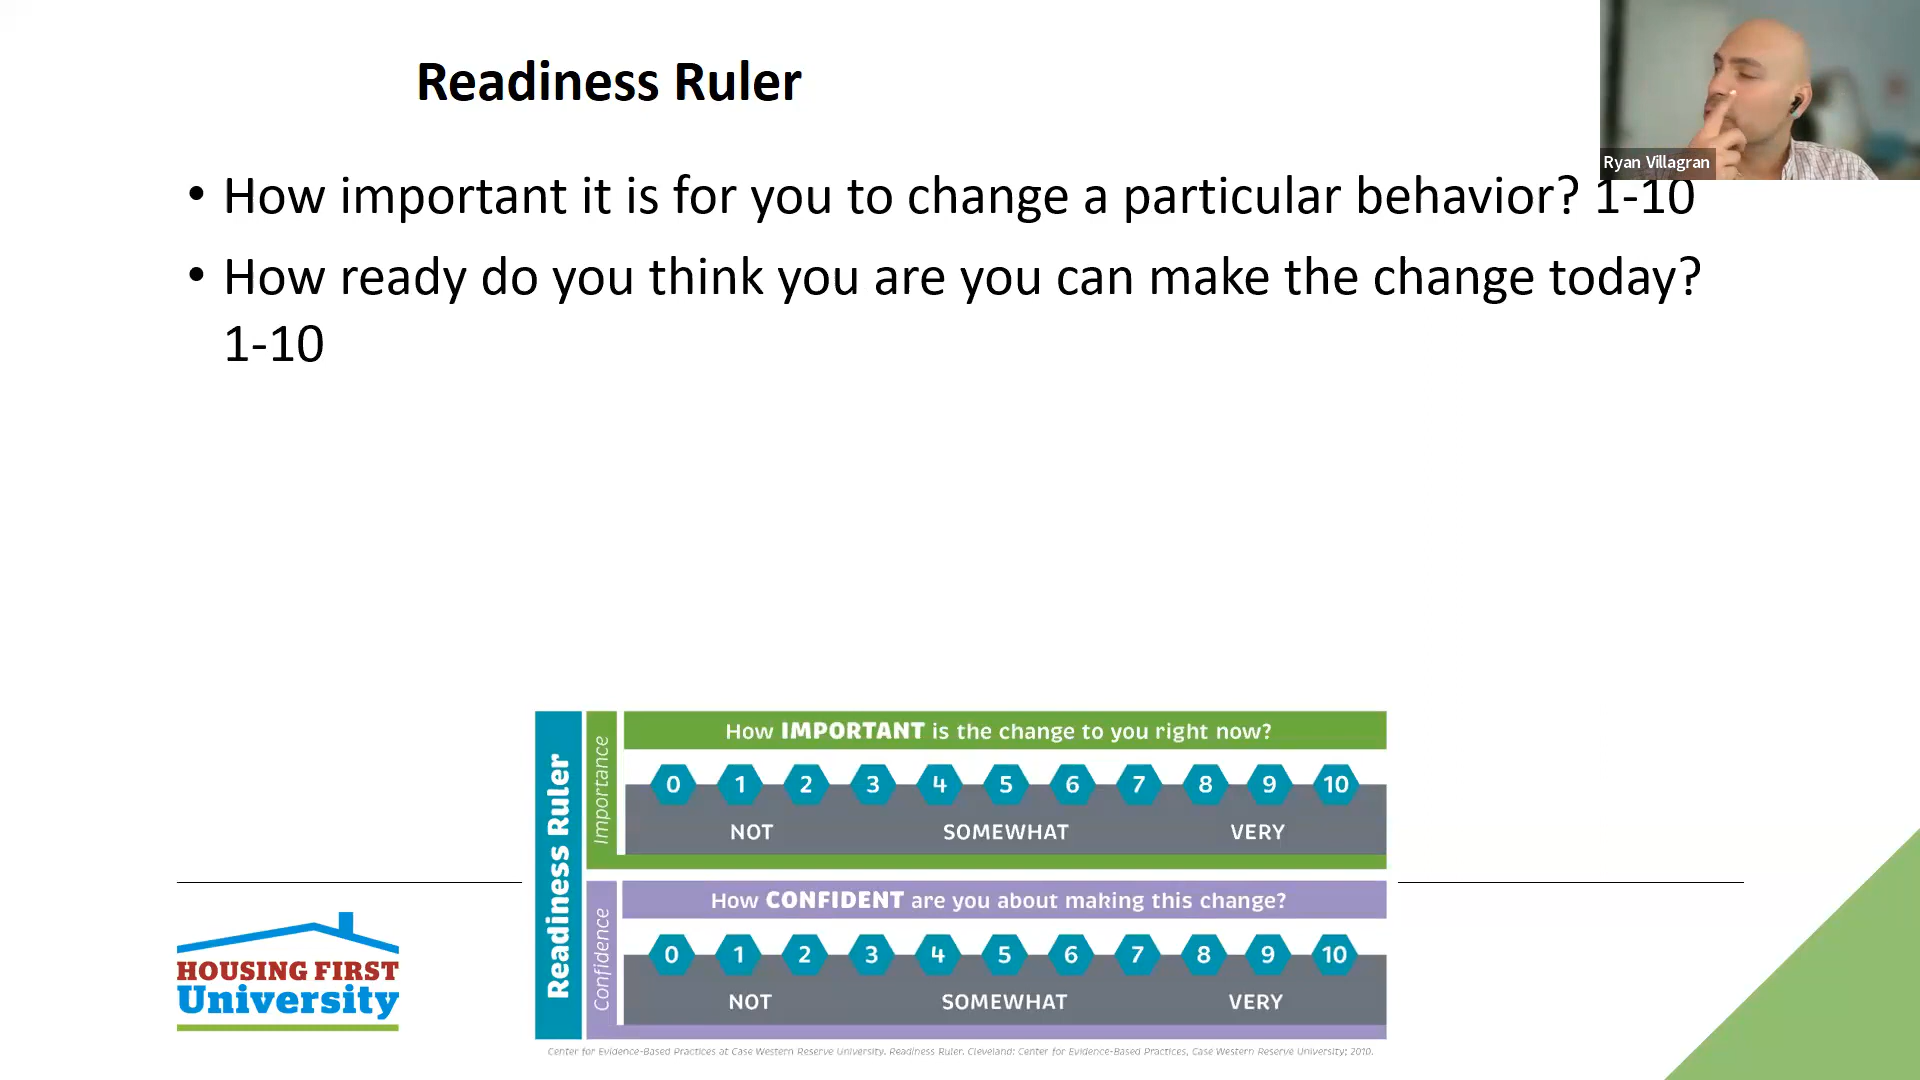 Readiness Ruler
Ryan Villagran
• How important it is for you to change a particular behavior? 1-10
• How ready do you think you are you can make the change today?
1-10
Readiness Ruler
Importance
How IMPORTANT is the change to you right now?
0 1 2 3 4 5 6 7 8 9 10
NOT SOMEWHAT VERY
Confidence
How CONFIDENT are you about making this change?
0 1 2 3 4 5 6 7 8 9 10
NOT SOMEWHAT VERY
HOUSING FIRST
University
Center for Evidence-Based Practices at Case Western Reserve University. Readiness Ruler. Cleveland: Center for Evidence-Based Practices, Case Western Reserve University; 2010.